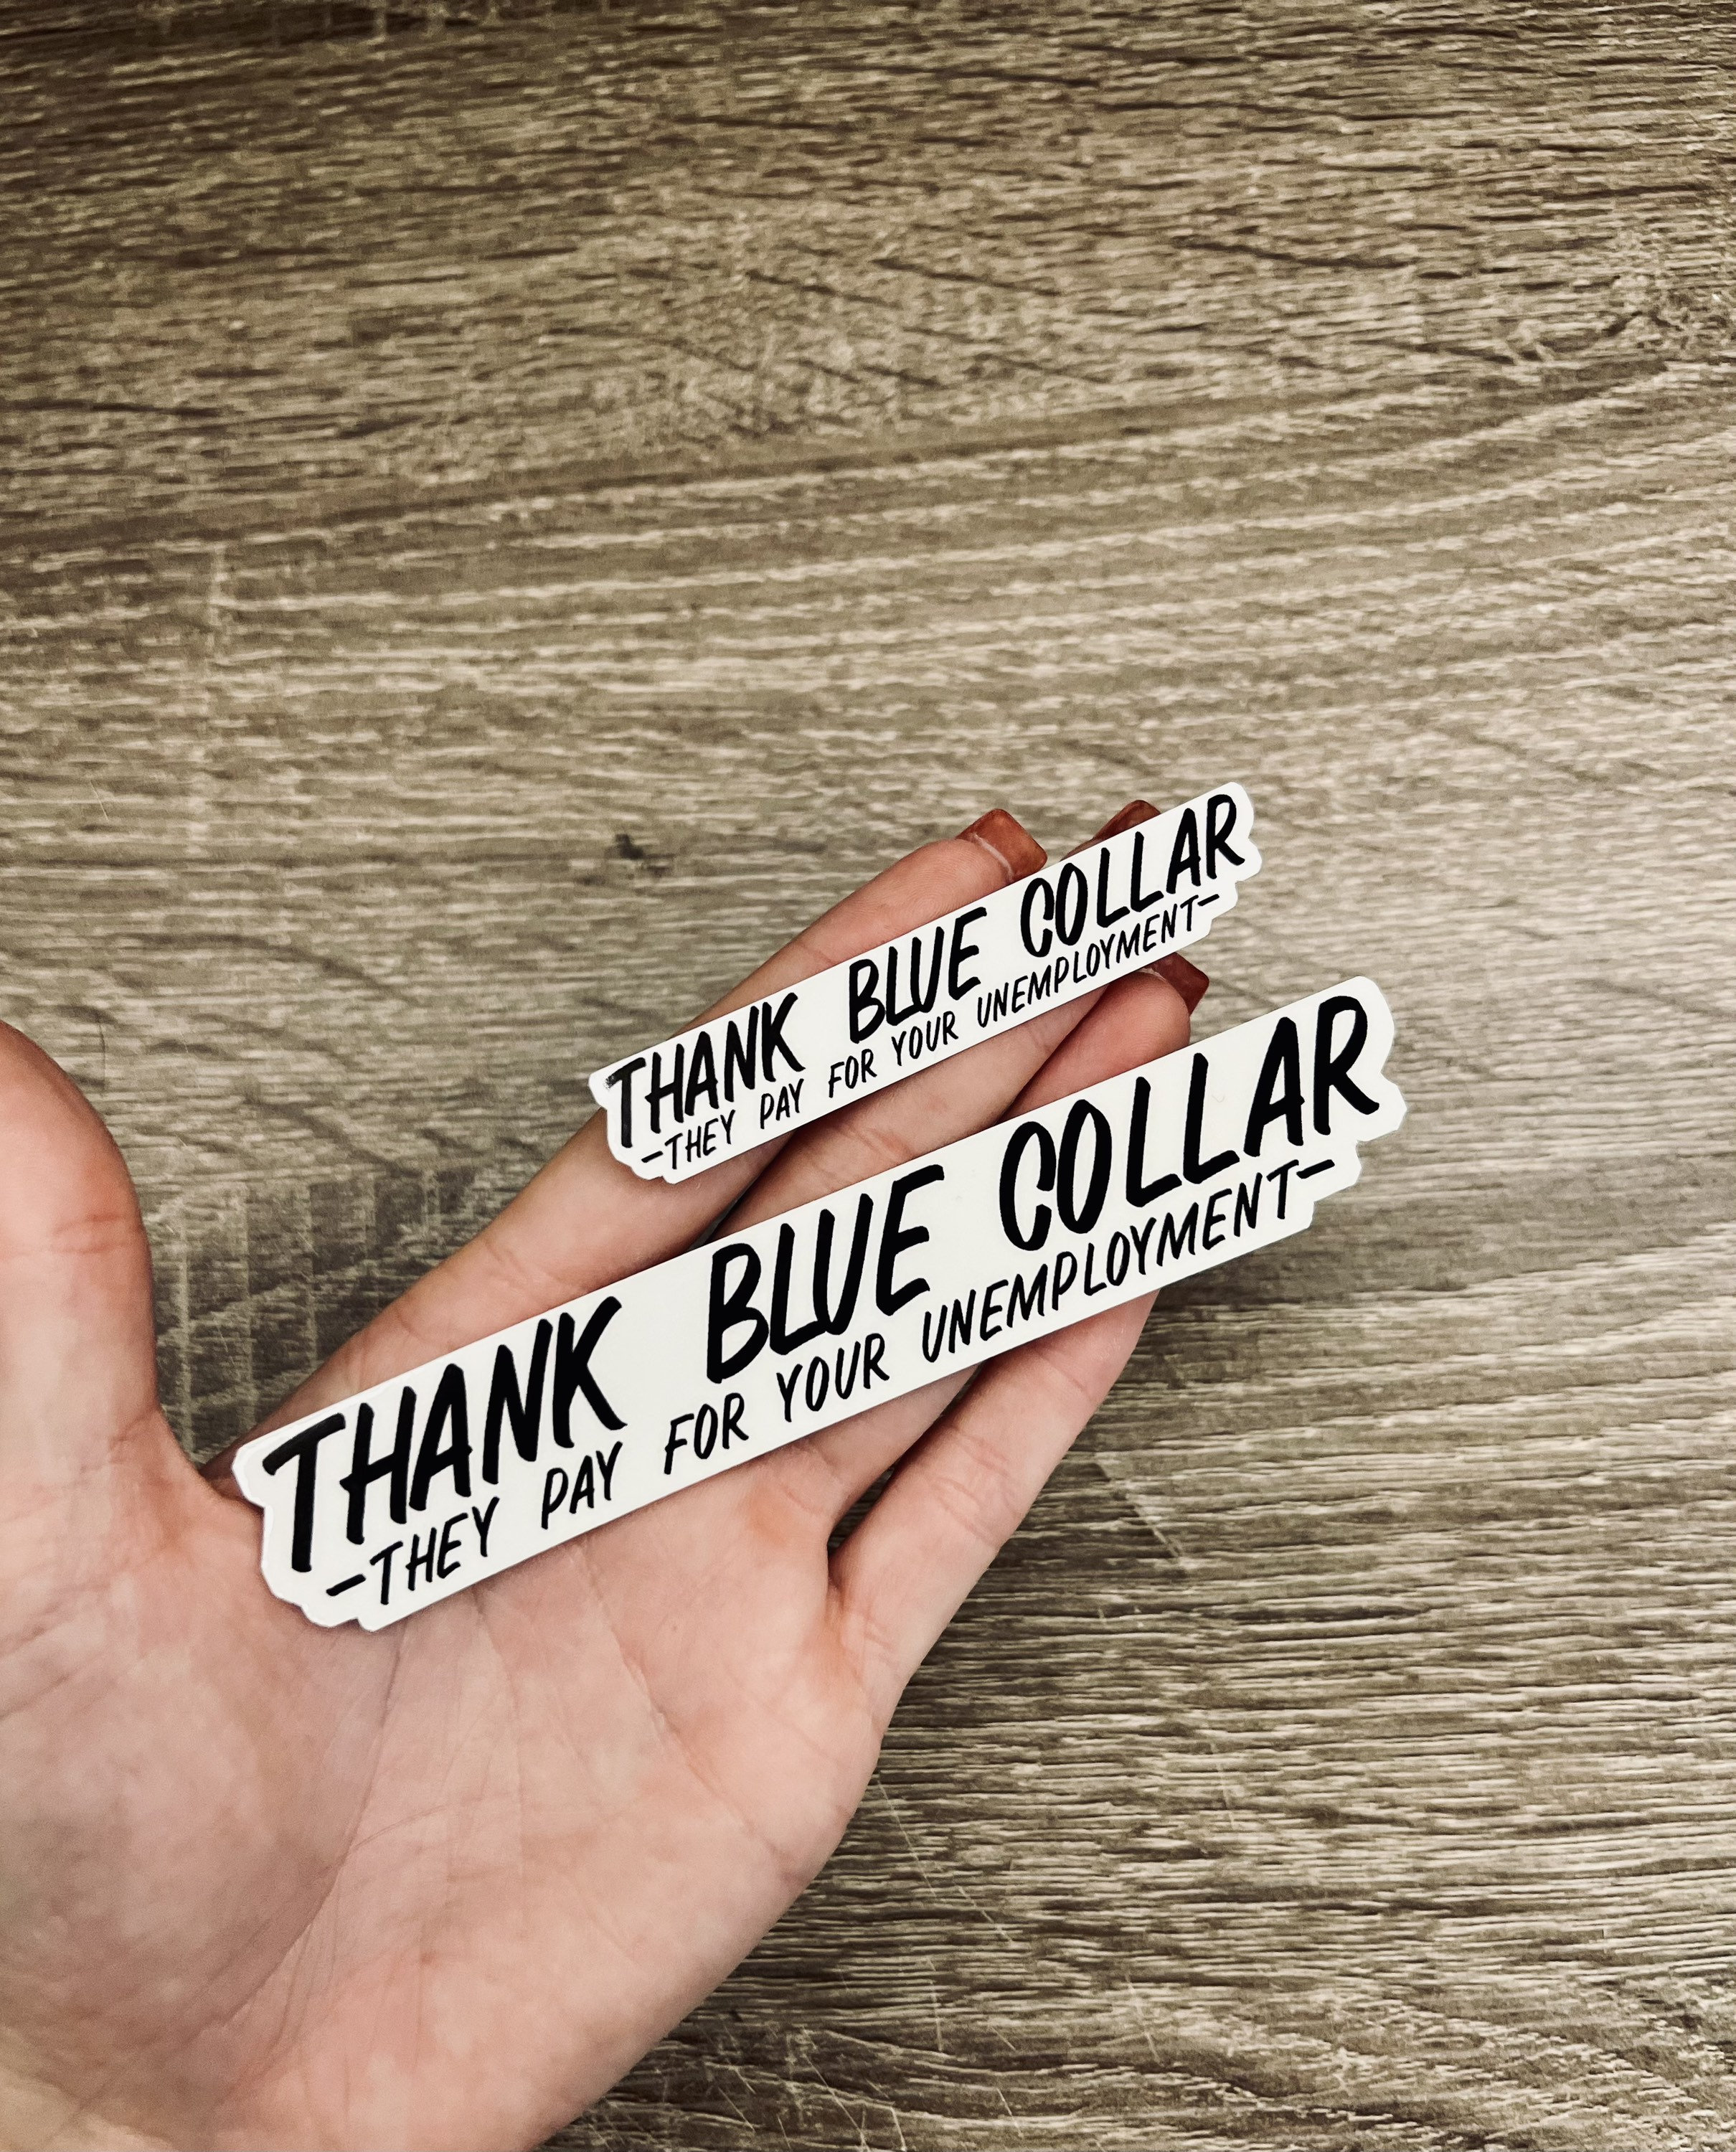 THANK BLUE COLLAR
-THEY PAY FOR YOUR UNEMPLOYMENT-
THANK BLUE COLLAR
-THEY PAY FOR YOUR UNEMPLOYMENT-